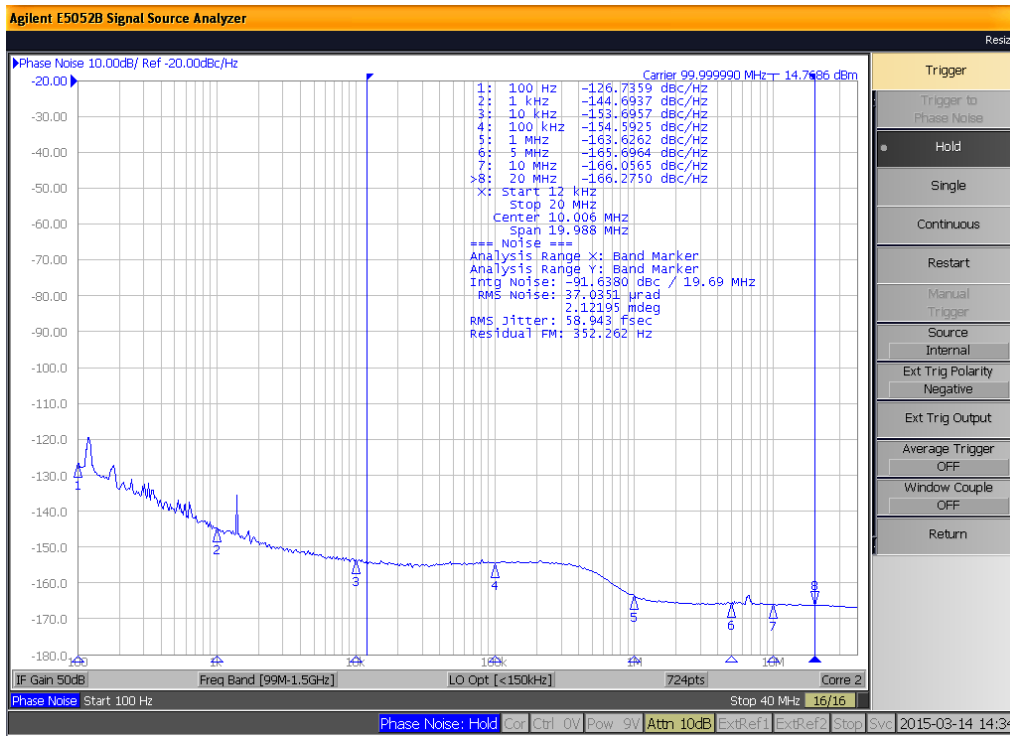 Agilent E5052B Signal Source Analyzer
Resiz
Phase Noise 10.00dB/ Ref -20.00dBc/Hz
Carrier 99.999990 MHz 14.7686 dBm
-20.00
-30.00
-40.00
-50.00
-60.00
-70.00
-80.00
-90.00
-100.0
-110.0
-120.0
-130.0
-140.0
-150.0
-160.0
-170.0
-180.0
1: 100 Hz -126.7359 dBc/Hz
2: 1 kHz -144.6937 dBc/Hz
3: 10 kHz -153.6957 dBc/Hz
4: 100 kHz -154.5925 dBc/Hz
5: 1 MHz -163.6262 dBc/Hz
6: 5 MHz -165.6964 dBc/Hz
7: 10 MHz -166.0565 dBc/Hz
>8: 20 MHz -166.2750 dBc/Hz
X: Start 12 kHz
Stop 20 MHz
Center 10.006 MHz
Span 19.988 MHz
=== Noise ===
Analysis Range X: Band Marker
Analysis Range Y: Band Marker
Intg Noise: -91.6380 dBc / 19.69 MHz
RMS Noise: 37.0351 µrad
2.12195 mdeg
RMS Jitter: 58.943 fsec
Residual FM: 352.262 Hz
1
2
3
4
5
6
7
8
100
1k
10k
100k
1M
10M
IF Gain 50dB
Freq Band [99M-1.5GHz]
LO Opt [<150kHz]
724pts
Corre 2
Phase Noise Start 100 Hz
Stop 40 MHz 16/16
Phase Noise: Hold Cor Ctrl 0V Pow 9V Attn 10dB ExtRef1 ExtRef2 Stop Svc 2015-03-14 14:34
Trigger
Trigger to
Phase Noise
Hold
Single
Continuous
Restart
Manual
Trigger
Source
Internal
Ext Trig Polarity
Negative
Ext Trig Output
Average Trigger
OFF
Window Couple
OFF
Return